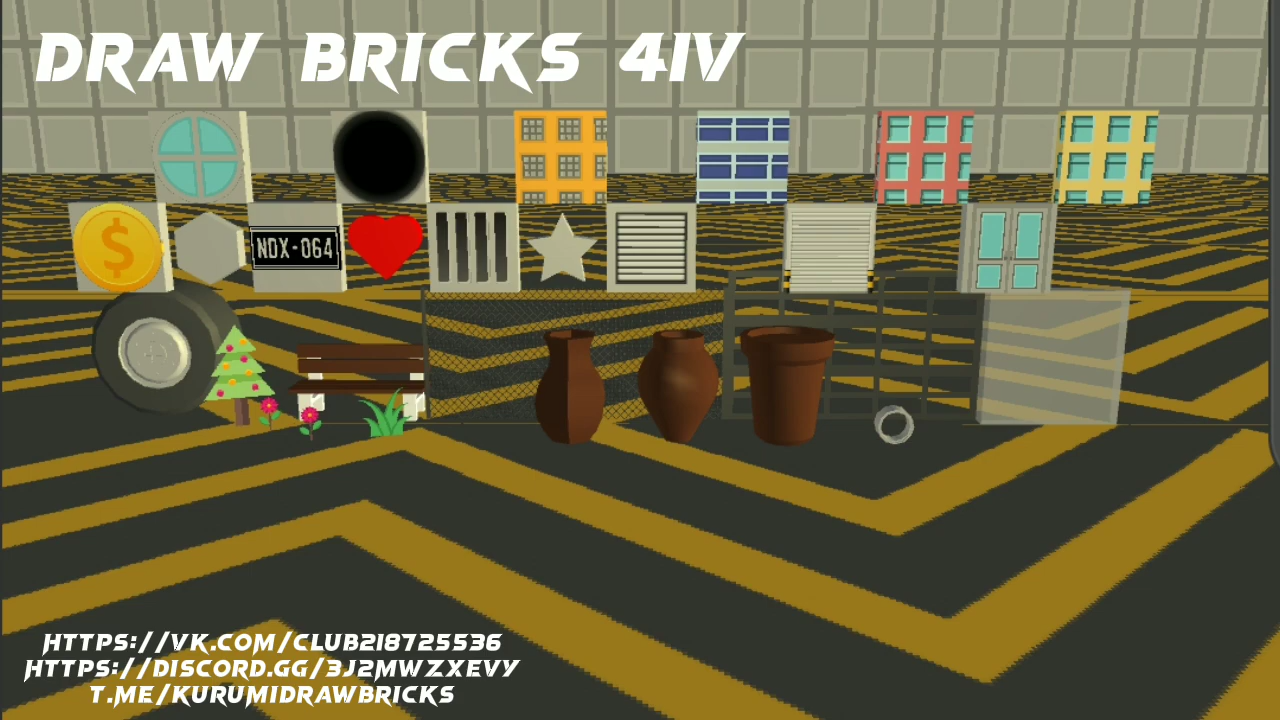 DRAW BRICKS 4IV
$
NDX-064
HTTPS://VK.COM/CLUB218725536
HTTPS://DISCORD.GG/3J2MWZXEVY
T.ME/KURUMIDRAWBRICKS